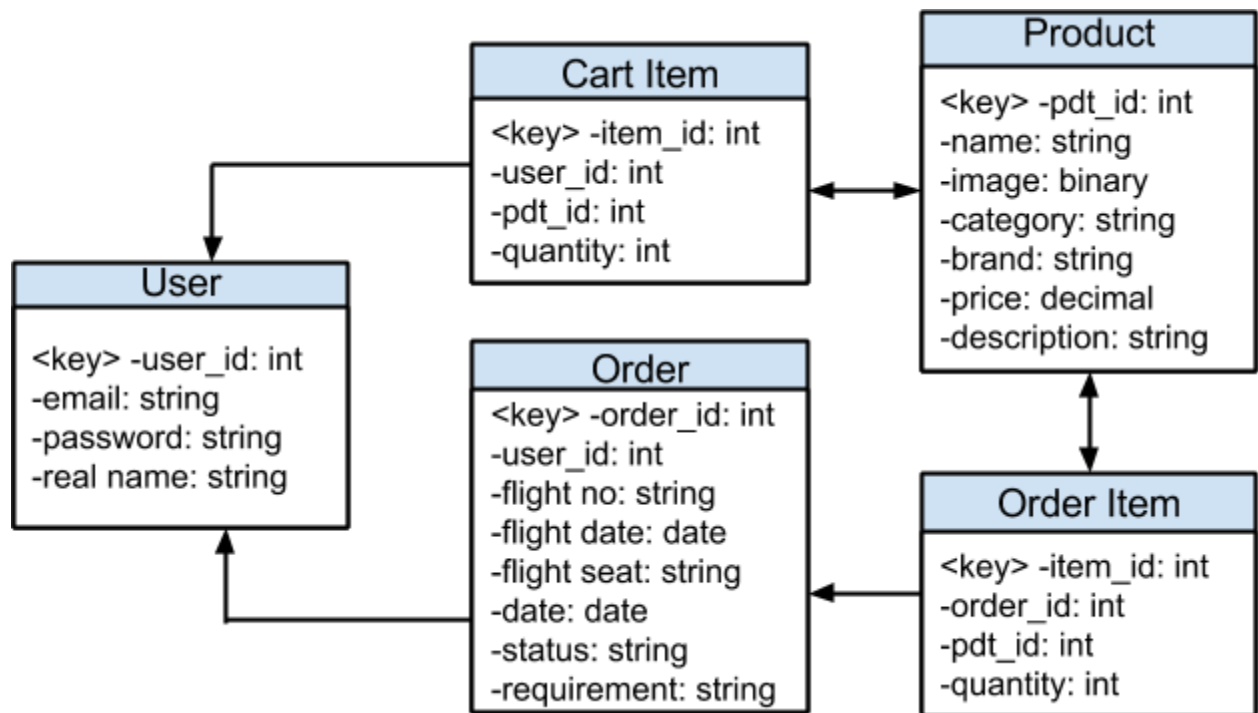 Cart Item
<key> -item_id: int
-user_id: int
-pdt_id: int
-quantity: int
Product
<key> -pdt_id: int
-name: string
-image: binary
-category: string
-brand: string
-price: decimal
-description: string
User
<key> -user_id: int
-email: string
-password: string
-real name: string
Order
<key> -order_id: int
-user_id: int
-flight no: string
-flight date: date
-flight seat: string
-date: date
-status: string
-requirement: string
Order Item
<key> -item_id: int
-order_id: int
-pdt_id: int
-quantity: int